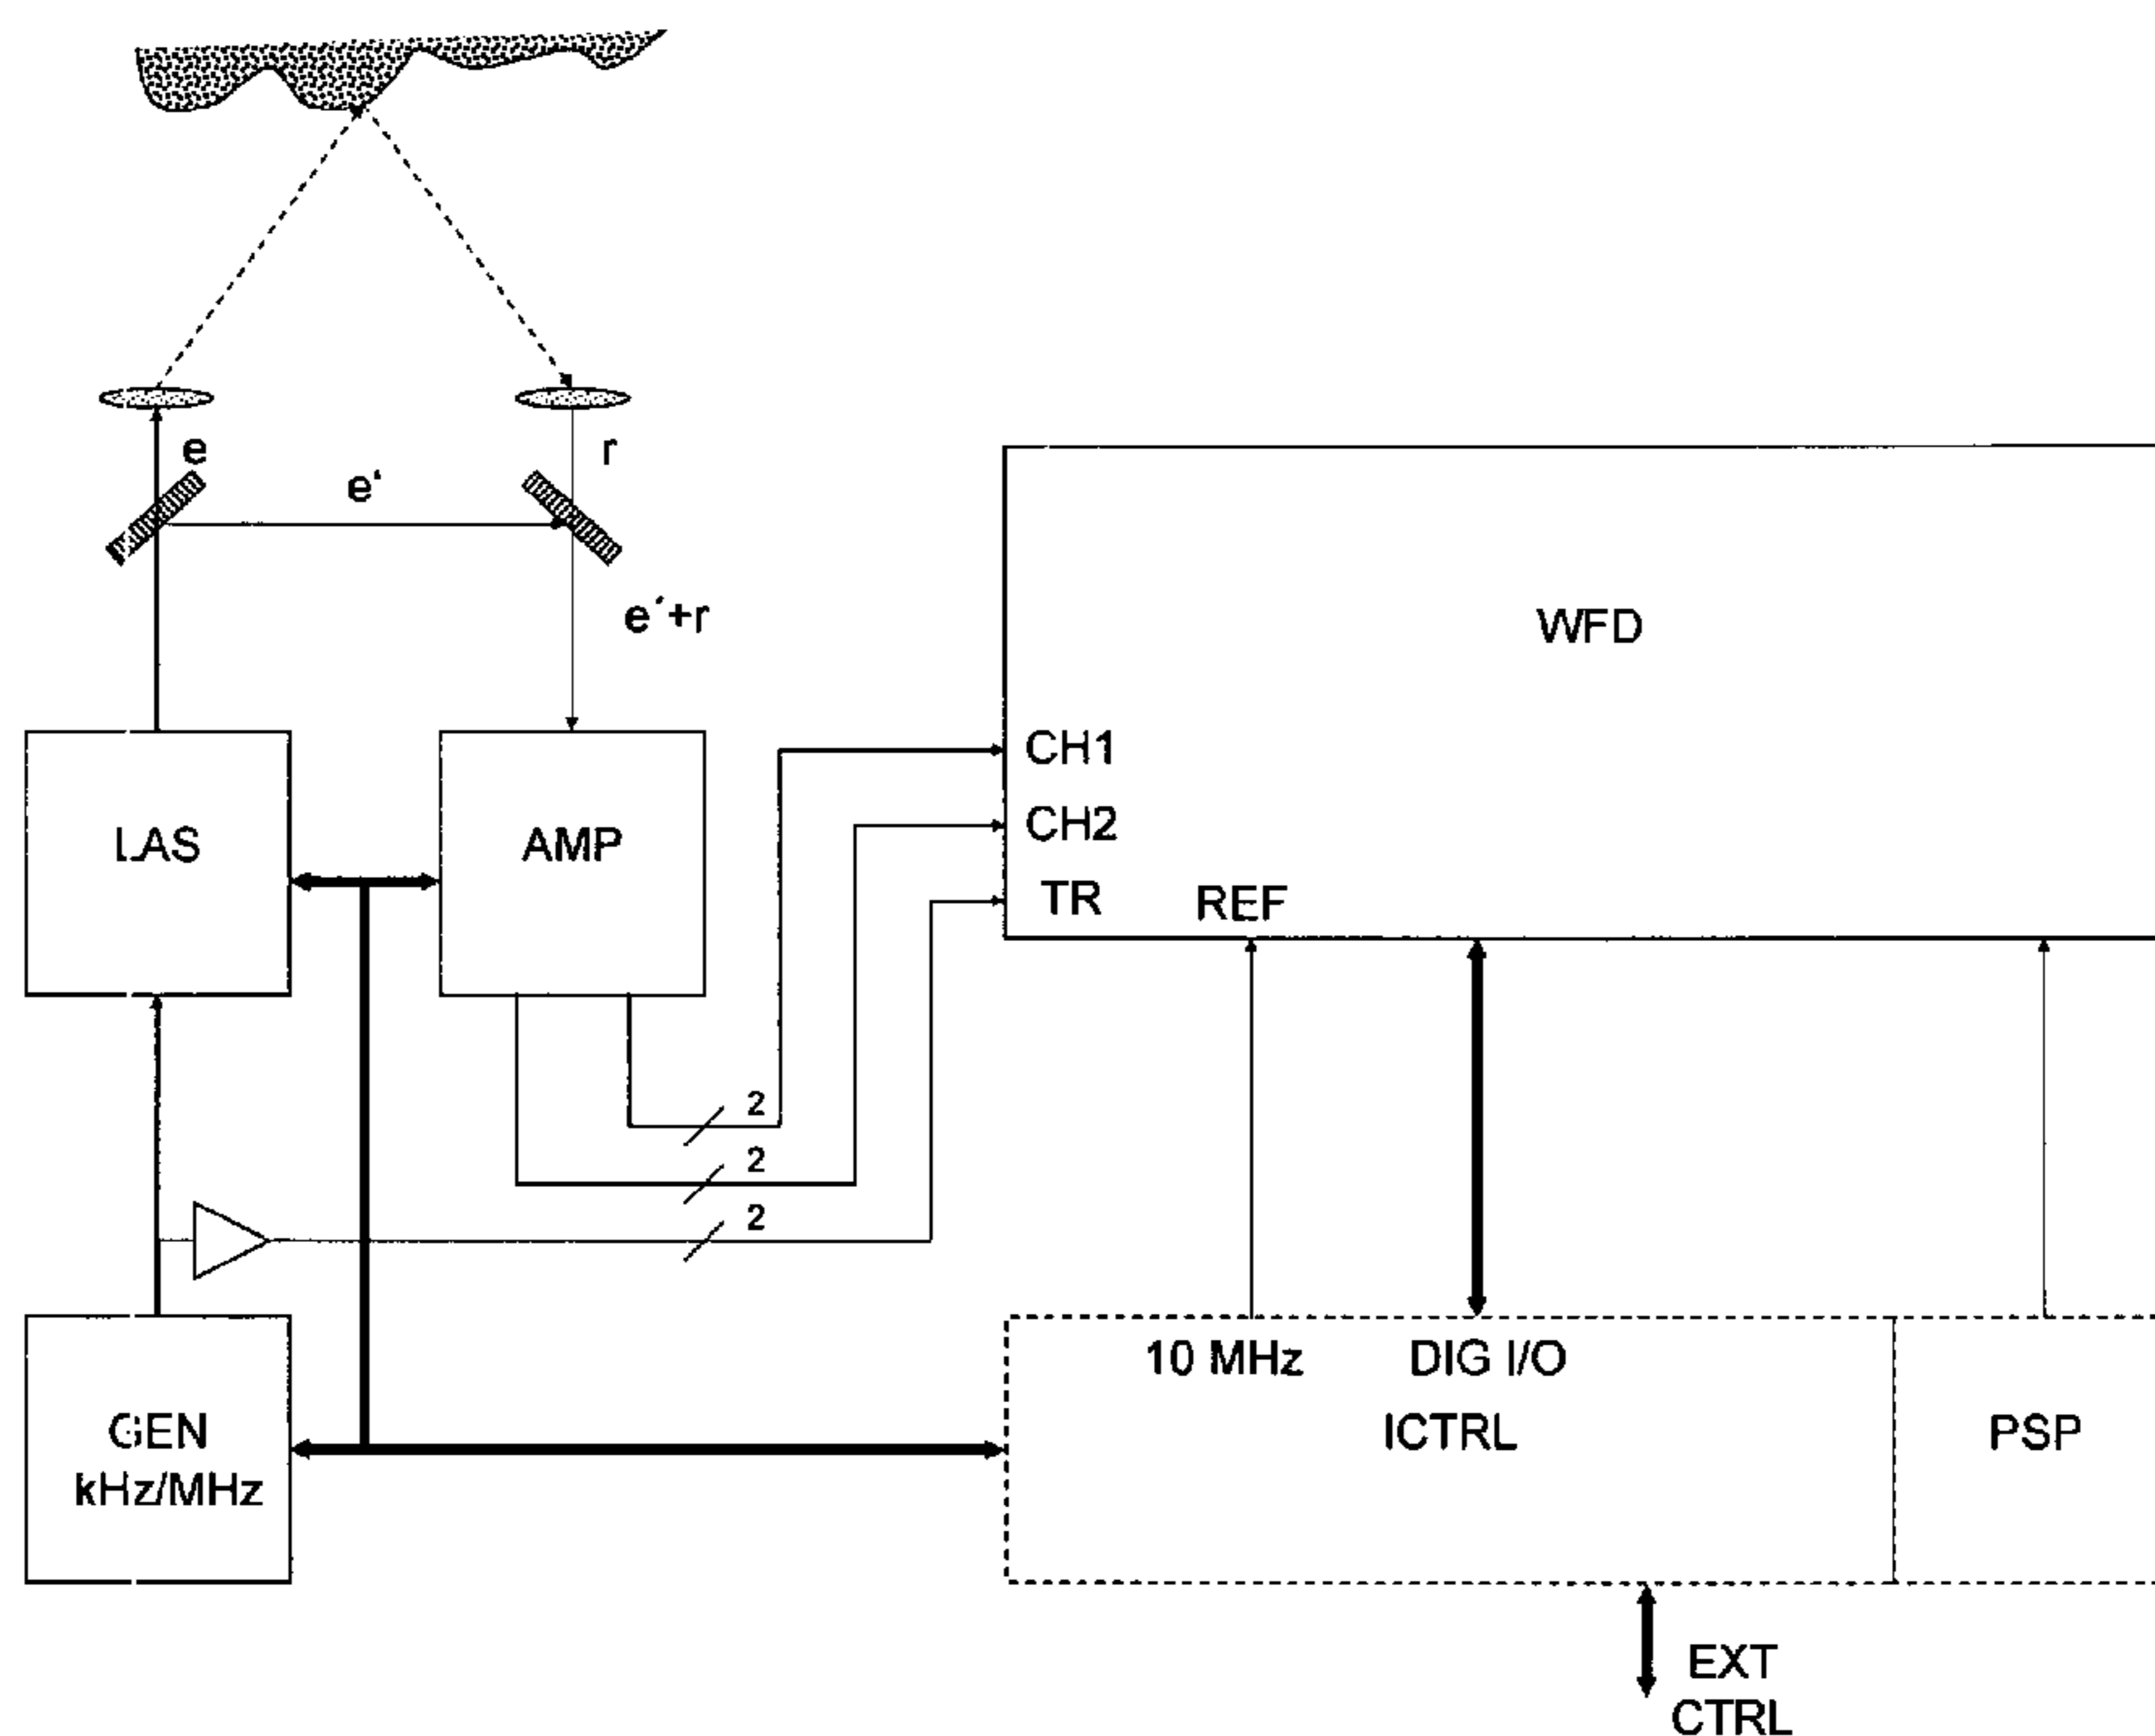 e
r
e‘
e´+r
WFD
CH1
LAS
AMP
CH2
TR
REF
2
2
2
10 MHz
DIG I/O
GEN
kHz/MHz
ICTRL
PSP
EXT
CTRL